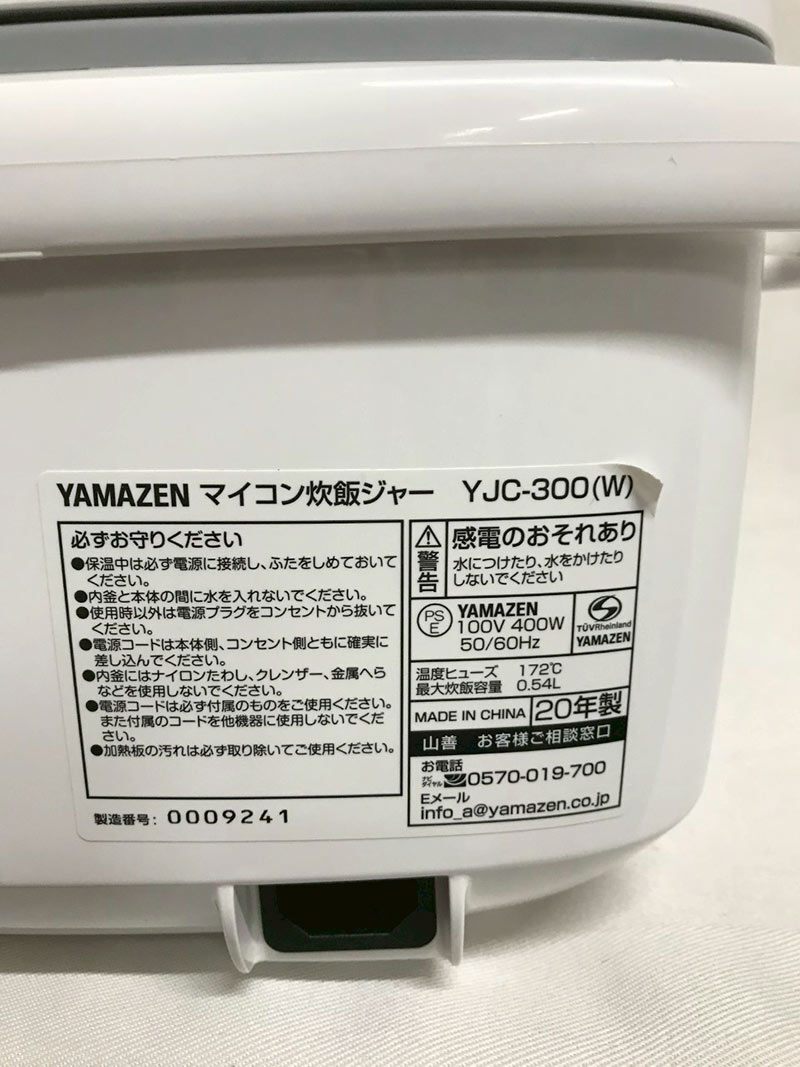 YAMAZEN マイコン炊飯ジャー YJC-300(W)
必ずお守りください
●保温中は必ず電源に接続し、ふたをしめておいて
ください。
●内釜と本体の間に水を入れないでください。
●使用時以外は電源プラグをコンセントから抜いて
ください。
●電源コードは本体側、コンセント側ともに確実に
差し込んでください。
●内釜にはナイロンたわし、クレンザー、金属へら
などを使用しないでください。
●電源コードは必ず付属のものをご使用ください。
また付属のコードを他機器に使用しないでくだ
さい。
●加熱板の汚れは必ず取り除いてご使用ください。
製造番号: 0009241
警告
感電のおそれあり
水につけたり、水をかけたり
しないでください
PS
E
YAMAZEN
100V 400W
50/60Hz
TÜVRheinland
YAMAZEN
温度ヒューズ 172℃
最大炊飯容量 0.54L
MADE IN CHINA 20年製
山善 お客様ご相談窓口
お電話
ナビダイヤル 0570-019-700
Eメール
info_a@yamazen.co.jp